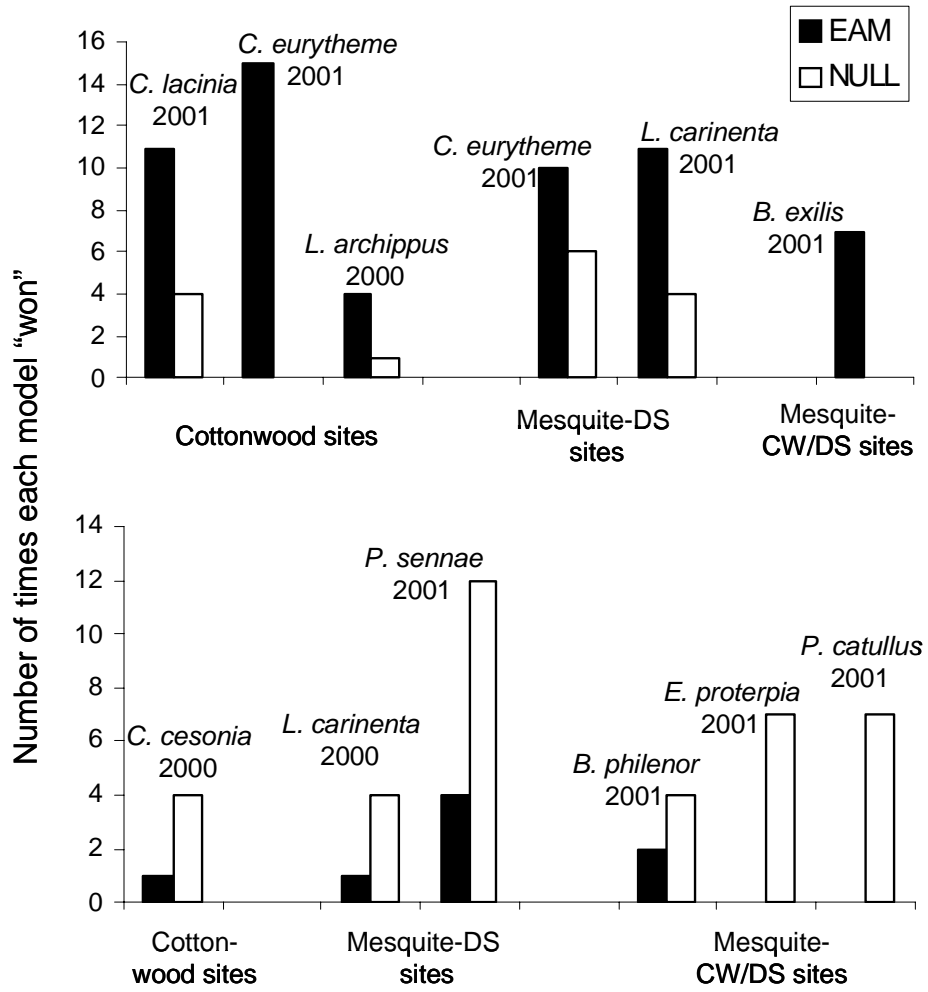 EAM
NULL
Number of times each model “won”
16
14
12
10
8
6
4
2
0
C. lacinia
2001
C. eurytheme
2001
L. archippus
2000
C. eurytheme
2001
L. carinenta
2001
B. exilis
2001
Cottonwood sites
Mesquite-DS
sites
Mesquite-
CW/DS sites
14
12
10
8
6
4
2
0
C. cesonia
2000
L. carinenta
2000
P. sennae
2001
B. philenor
2001
E. proterpia
2001
P. catullus
2001
Cotton-
wood sites
Mesquite-DS
sites
Mesquite-
CW/DS sites